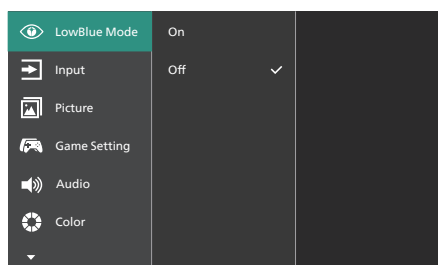 LowBlue Mode
On
Input
Off
Picture
Game Setting
Audio
Color